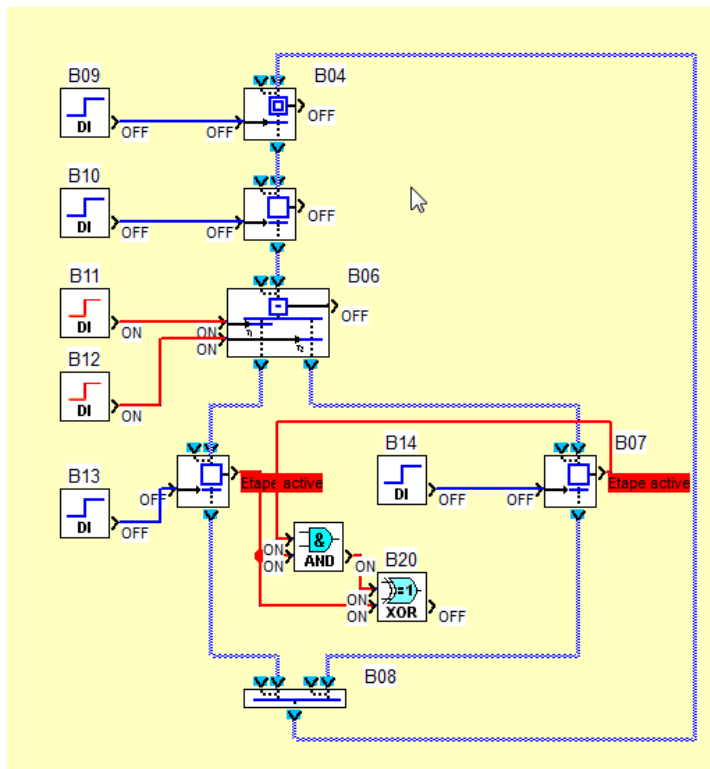 B09 B04
DI OFF OFF OFF
B10
DI OFF OFF OFF
B11 B06
DI ON ON OFF
T1
ON T2
B12
DI ON
B14 B07
B13
Etape active Etape active
OFF
DI OFF DI OFF OFF
& ON
ON AND ON B20
=1 ON
ON XOR OFF
B08